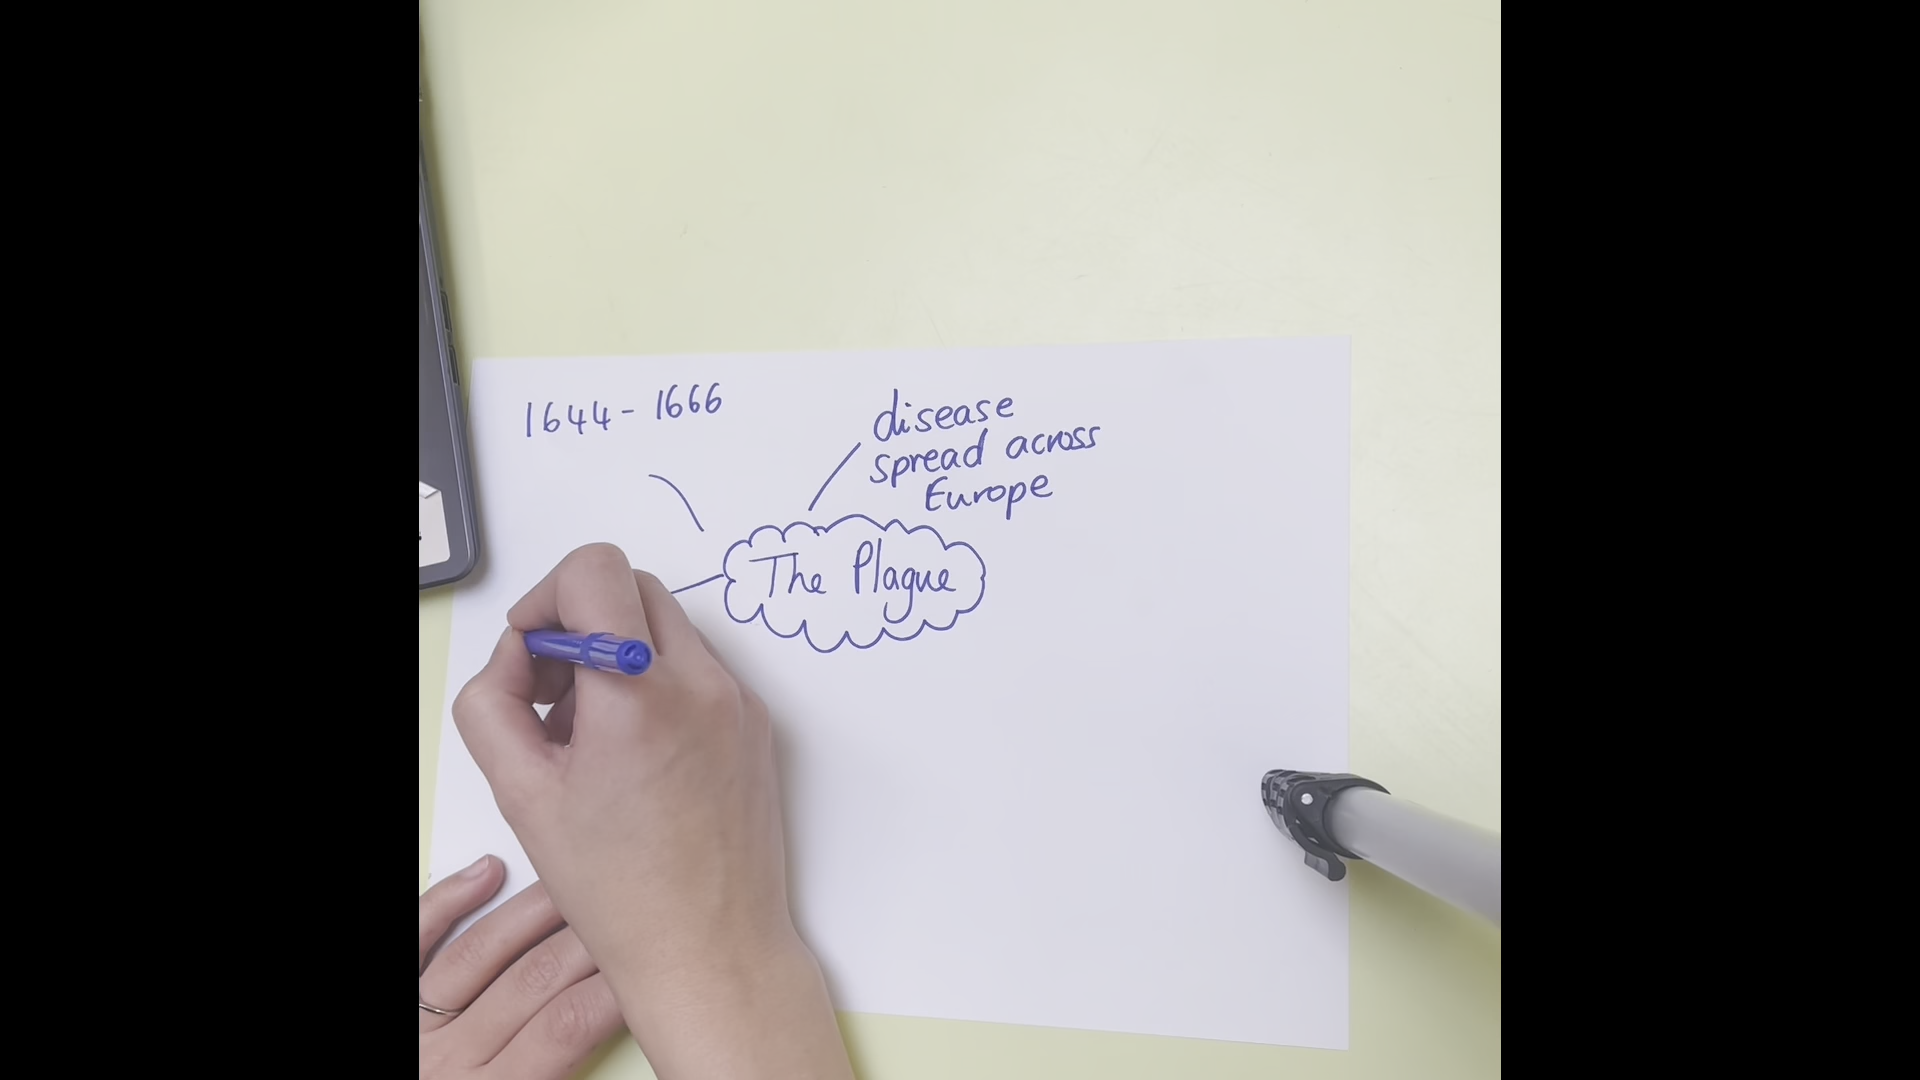 1644 - 1666
disease
spread across
Europe
The Plague